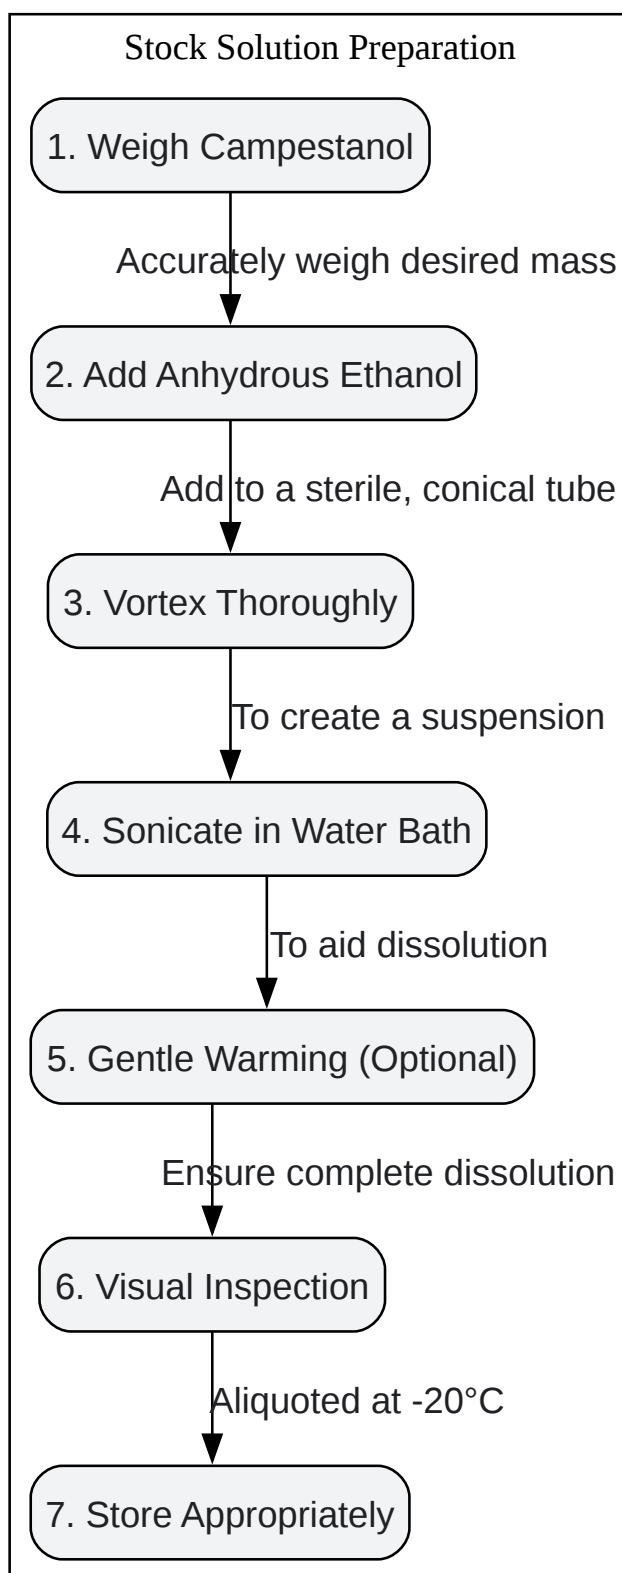 Stock Solution Preparation
1. Weigh Campestanol
Accurately weigh desired mass
2. Add Anhydrous Ethanol
Add to a sterile, conical tube
3. Vortex Thoroughly
To create a suspension
4. Sonicate in Water Bath
To aid dissolution
5. Gentle Warming (Optional)
Ensure complete dissolution
6. Visual Inspection
Aliquoted at -20°C
7. Store Appropriately